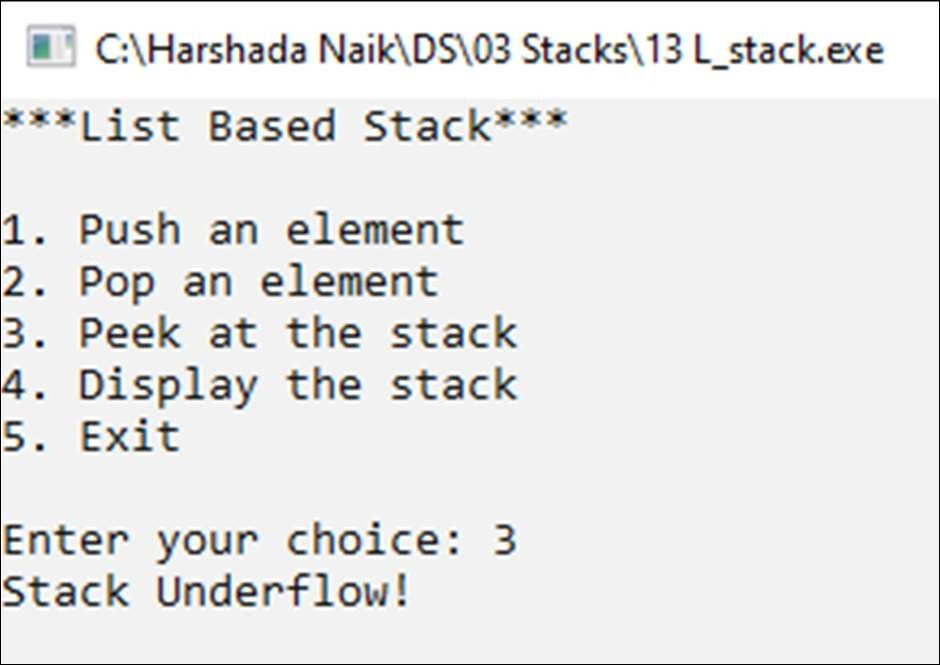 C:\Harshada Naik\DS\03 Stacks\13 L_stack.exe
***List Based Stack***
1. Push an element
2. Pop an element
3. Peek at the stack
4. Display the stack
5. Exit
Enter your choice: 3
Stack Underflow!